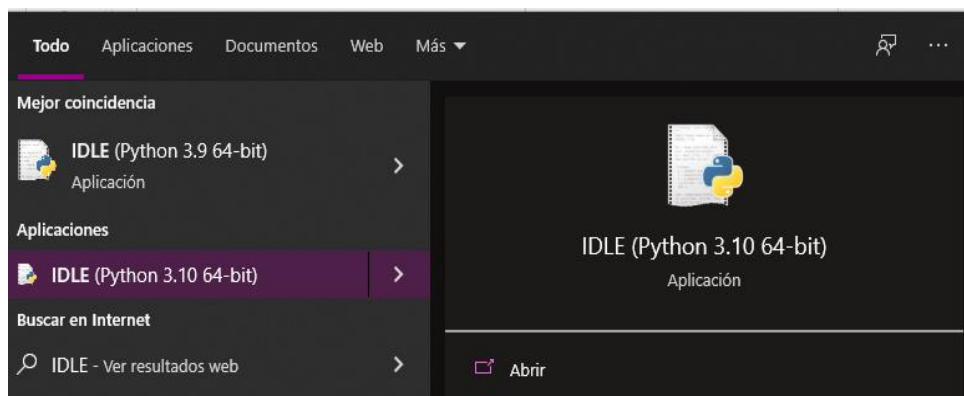 Todo Aplicaciones Documentos Web Más
Mejor coincidencia
IDLE (Python 3.9 64-bit)
Aplicación
Aplicaciones
IDLE (Python 3.10 64-bit)
Buscar en Internet
IDLE - Ver resultados web
IDLE (Python 3.10 64-bit)
Aplicación
Abrir